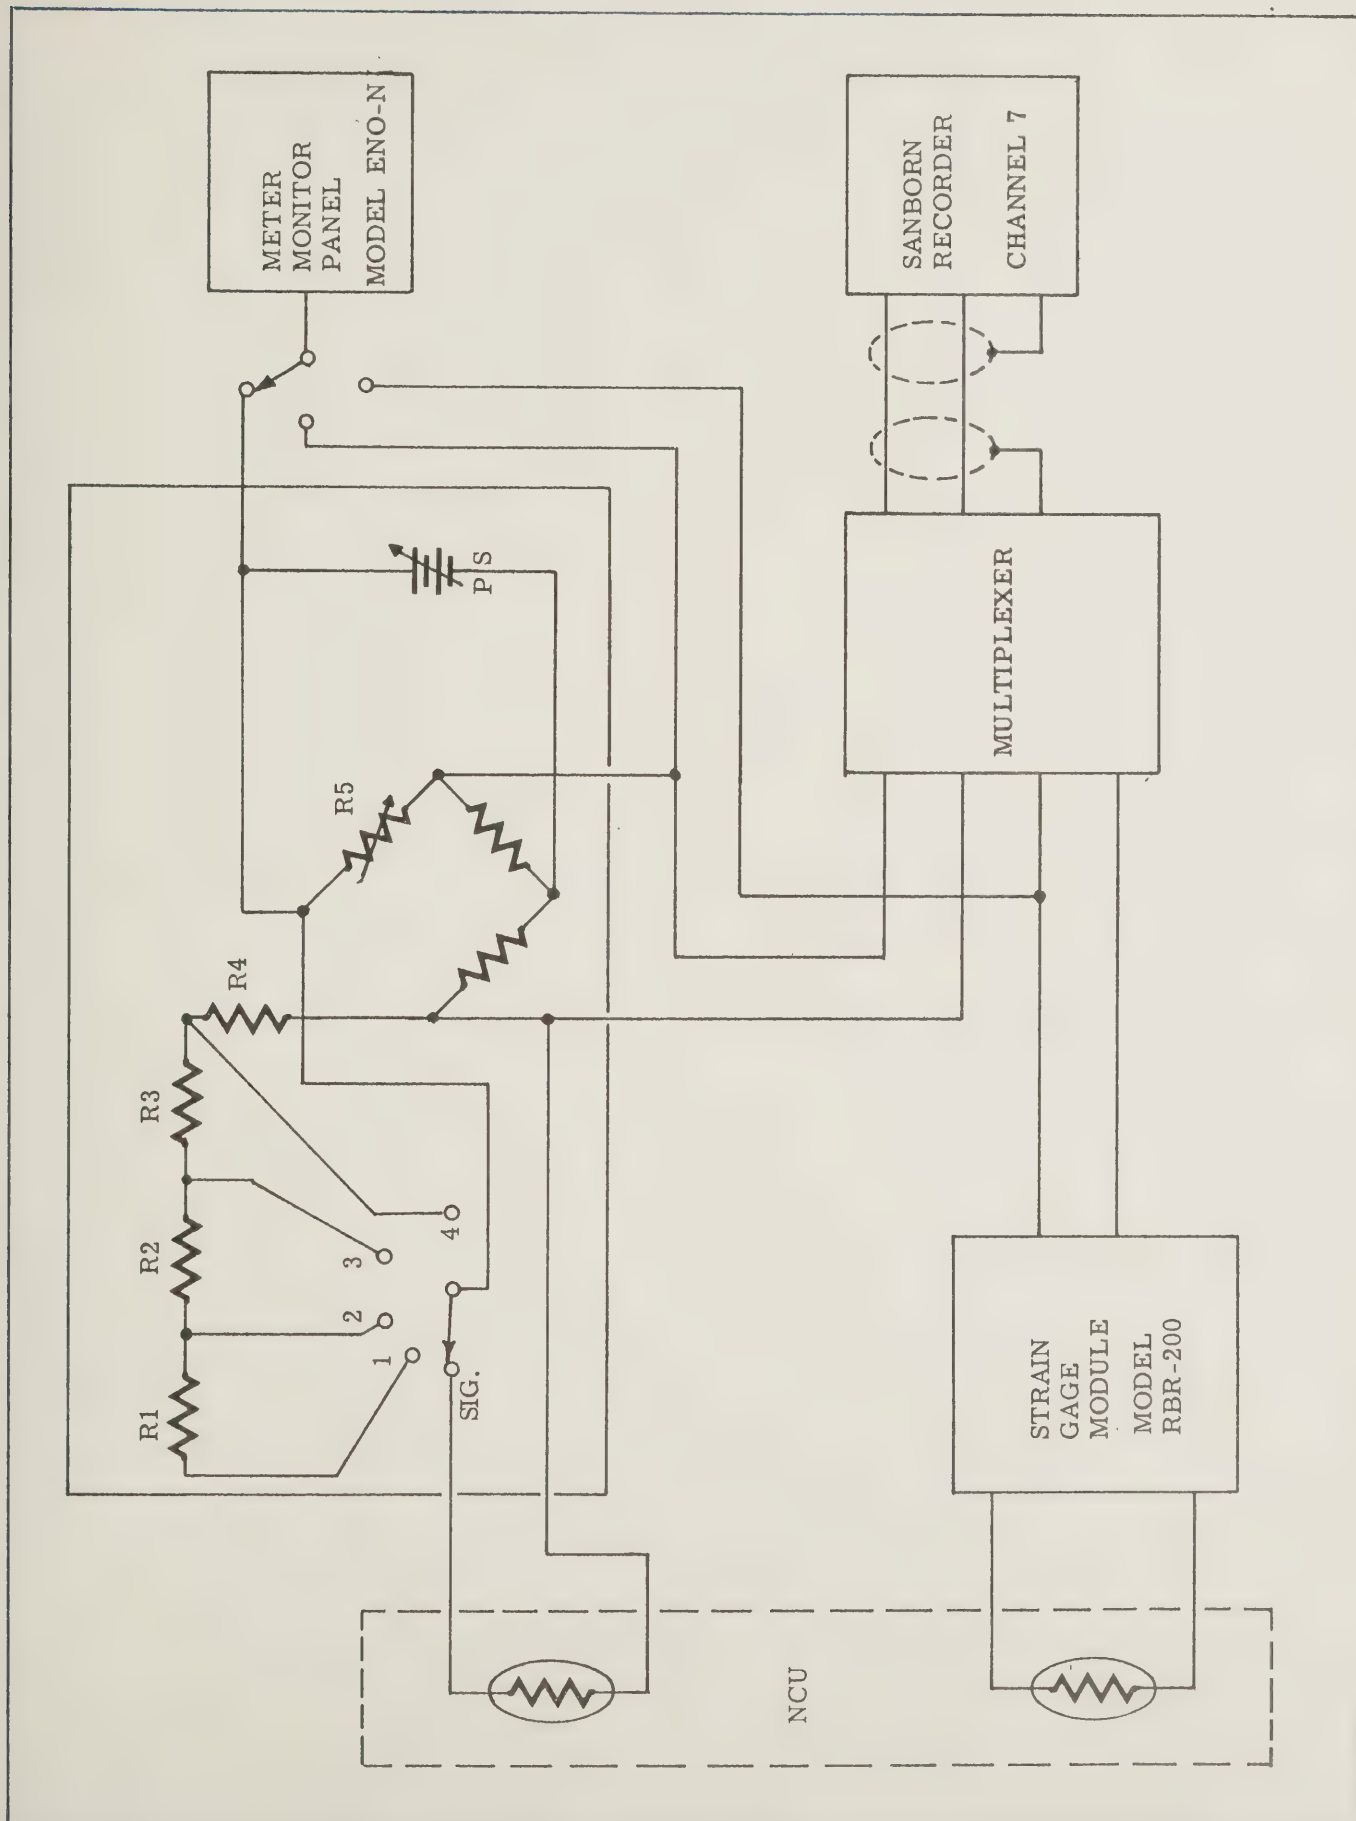 R1
R2
R3
R4
R5
1
2
3
4
SIG.
P S
METER
MONITOR
PANEL
MODEL ENO-N
NCU
STRAIN
GAGE
MODULE
MODEL
RBR-200
MULTIPLEXER
SANBORN
RECORDER
CHANNEL 7